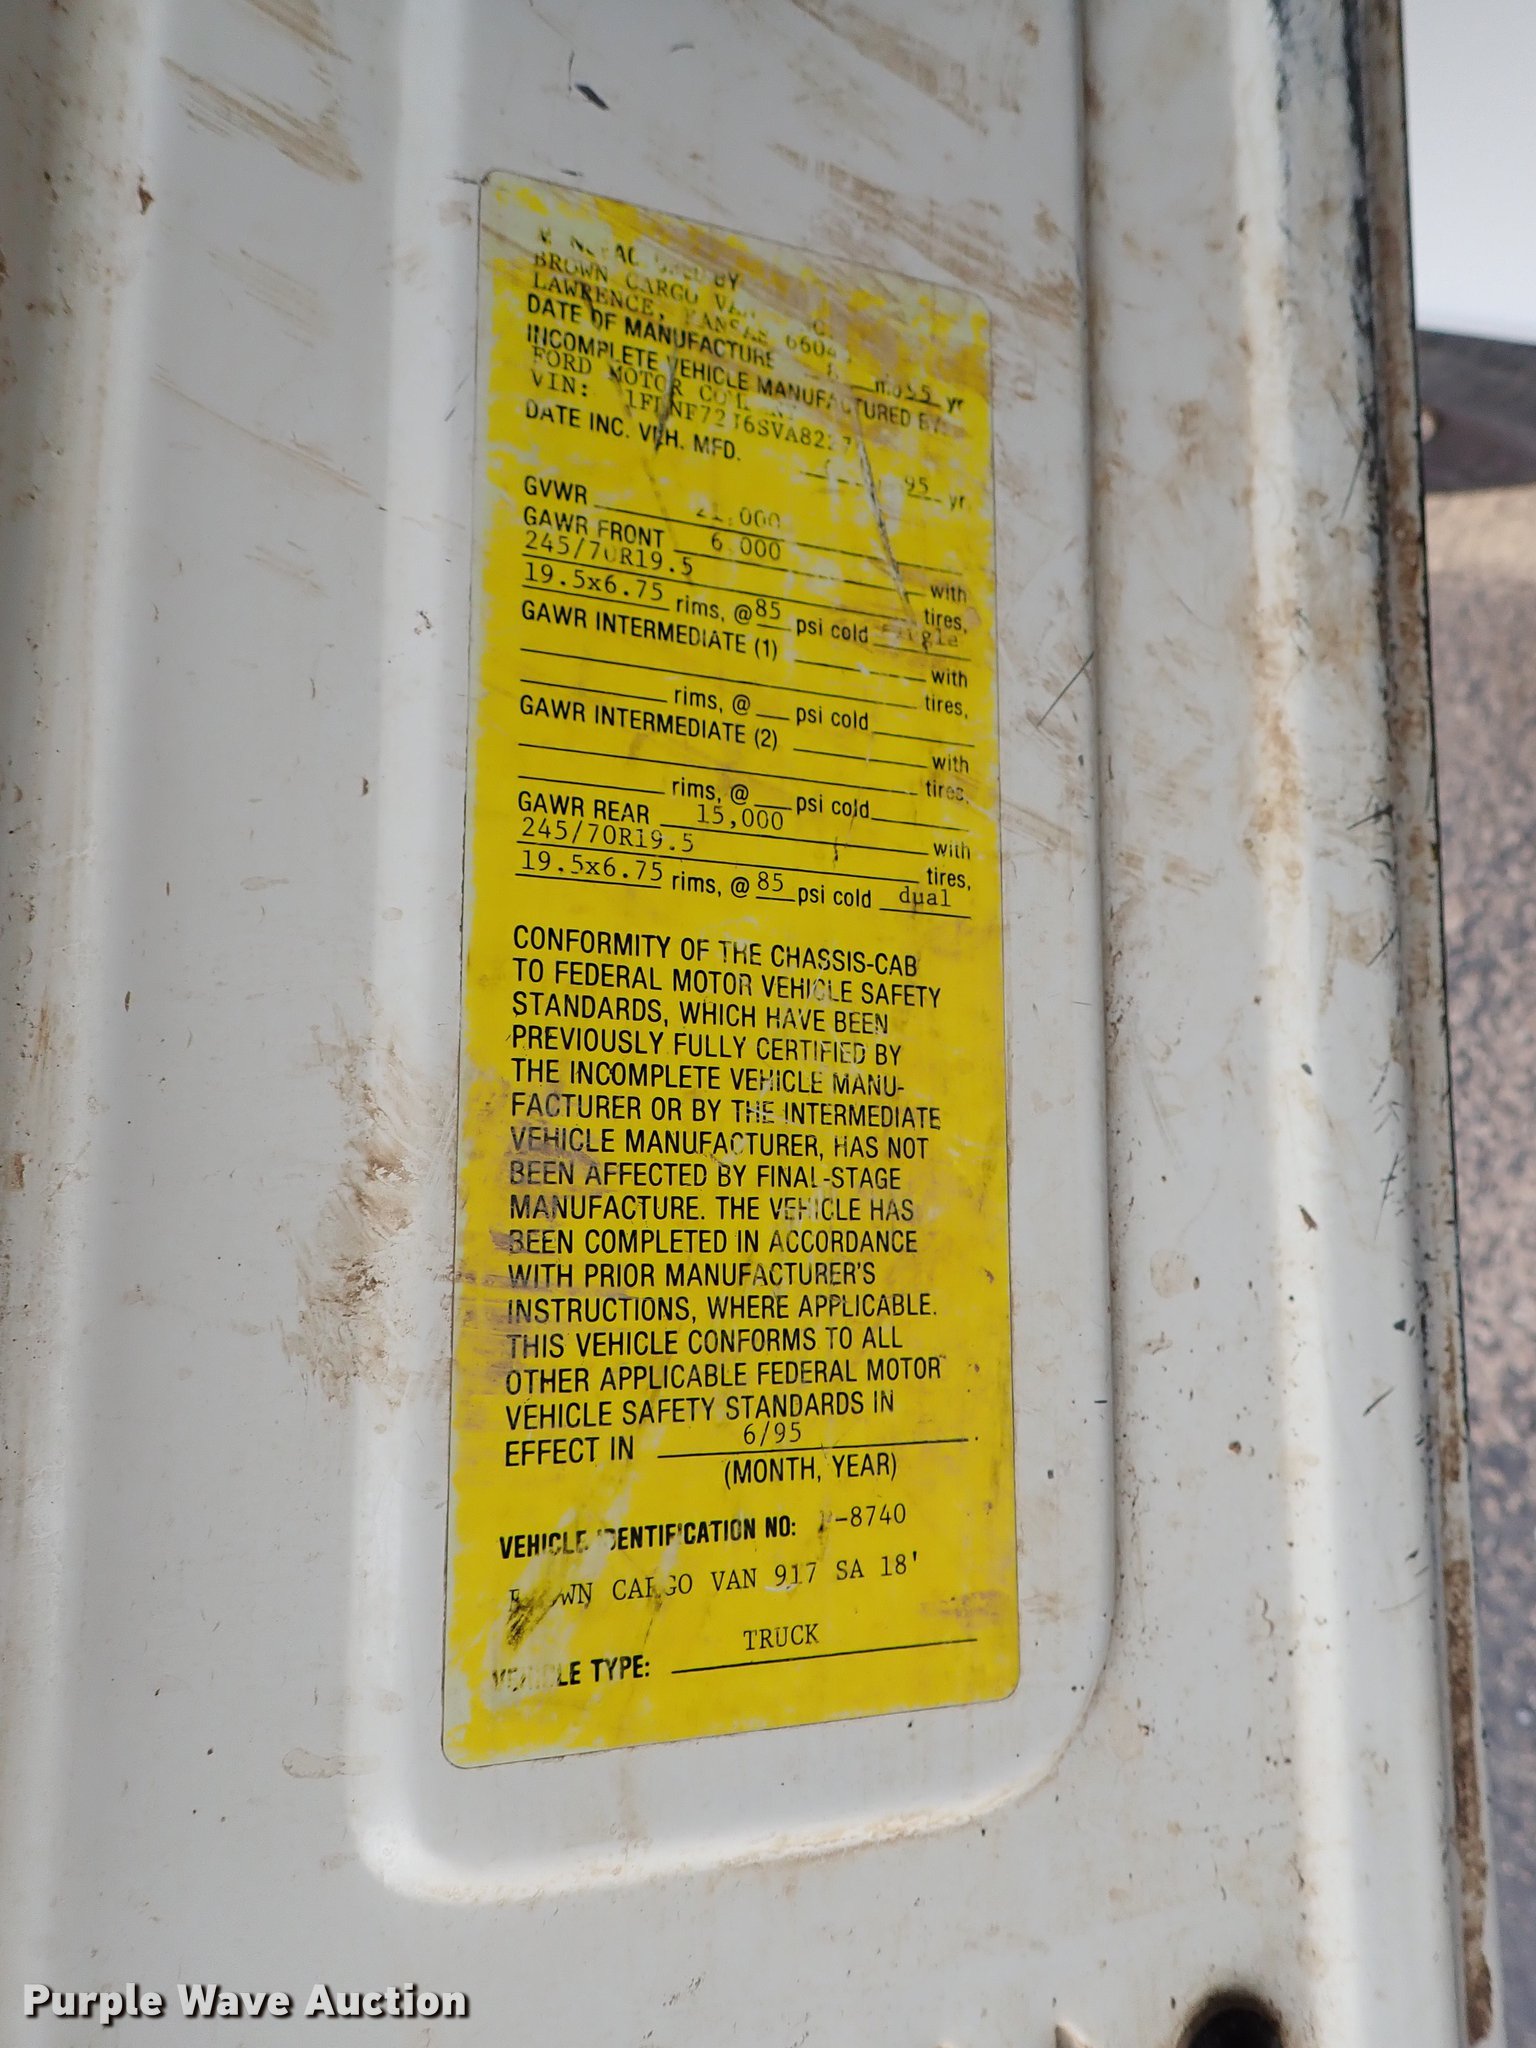 BY
BROWN CARGO
LAWRENCE, KANSAS
DATE OF MANUFACTURE yr
INCOMPLETE VEHICLE MANUFACTURED BY:
FORD MOTOR
VIN:
DATE INC. VEH. MFD. 95 yr.
GVWR 21,000
GAWR FRONT 6,000 with
245/70R19.5 tires,
19.5x6.75 rims, @ 85 psi cold single
GAWR INTERMEDIATE (1) with
tires,
rims, @ psi cold
GAWR INTERMEDIATE (2) with
tires,
rims, @ psi cold
GAWR REAR 15,000 with
245/70R19.5 tires,
19.5x6.75 rims, @ 85 psi cold dual
CONFORMITY OF THE CHASSIS-CAB
TO FEDERAL MOTOR VEHICLE SAFETY
STANDARDS, WHICH HAVE BEEN
PREVIOUSLY FULLY CERTIFIED BY
THE INCOMPLETE VEHICLE MANU-
FACTURER OR BY THE INTERMEDIATE
VEHICLE MANUFACTURER, HAS NOT
BEEN AFFECTED BY FINAL-STAGE
MANUFACTURE. THE VEHICLE HAS
BEEN COMPLETED IN ACCORDANCE
WITH PRIOR MANUFACTURER'S
INSTRUCTIONS, WHERE APPLICABLE.
THIS VEHICLE CONFORMS TO ALL
OTHER APPLICABLE FEDERAL MOTOR
VEHICLE SAFETY STANDARDS IN
EFFECT IN 6/95.
(MONTH, YEAR)
VEHICLE IDENTIFICATION NO:
BROWN CARGO VAN 917 SA 18'
VEHICLE TYPE: TRUCK
Purple Wave Auction